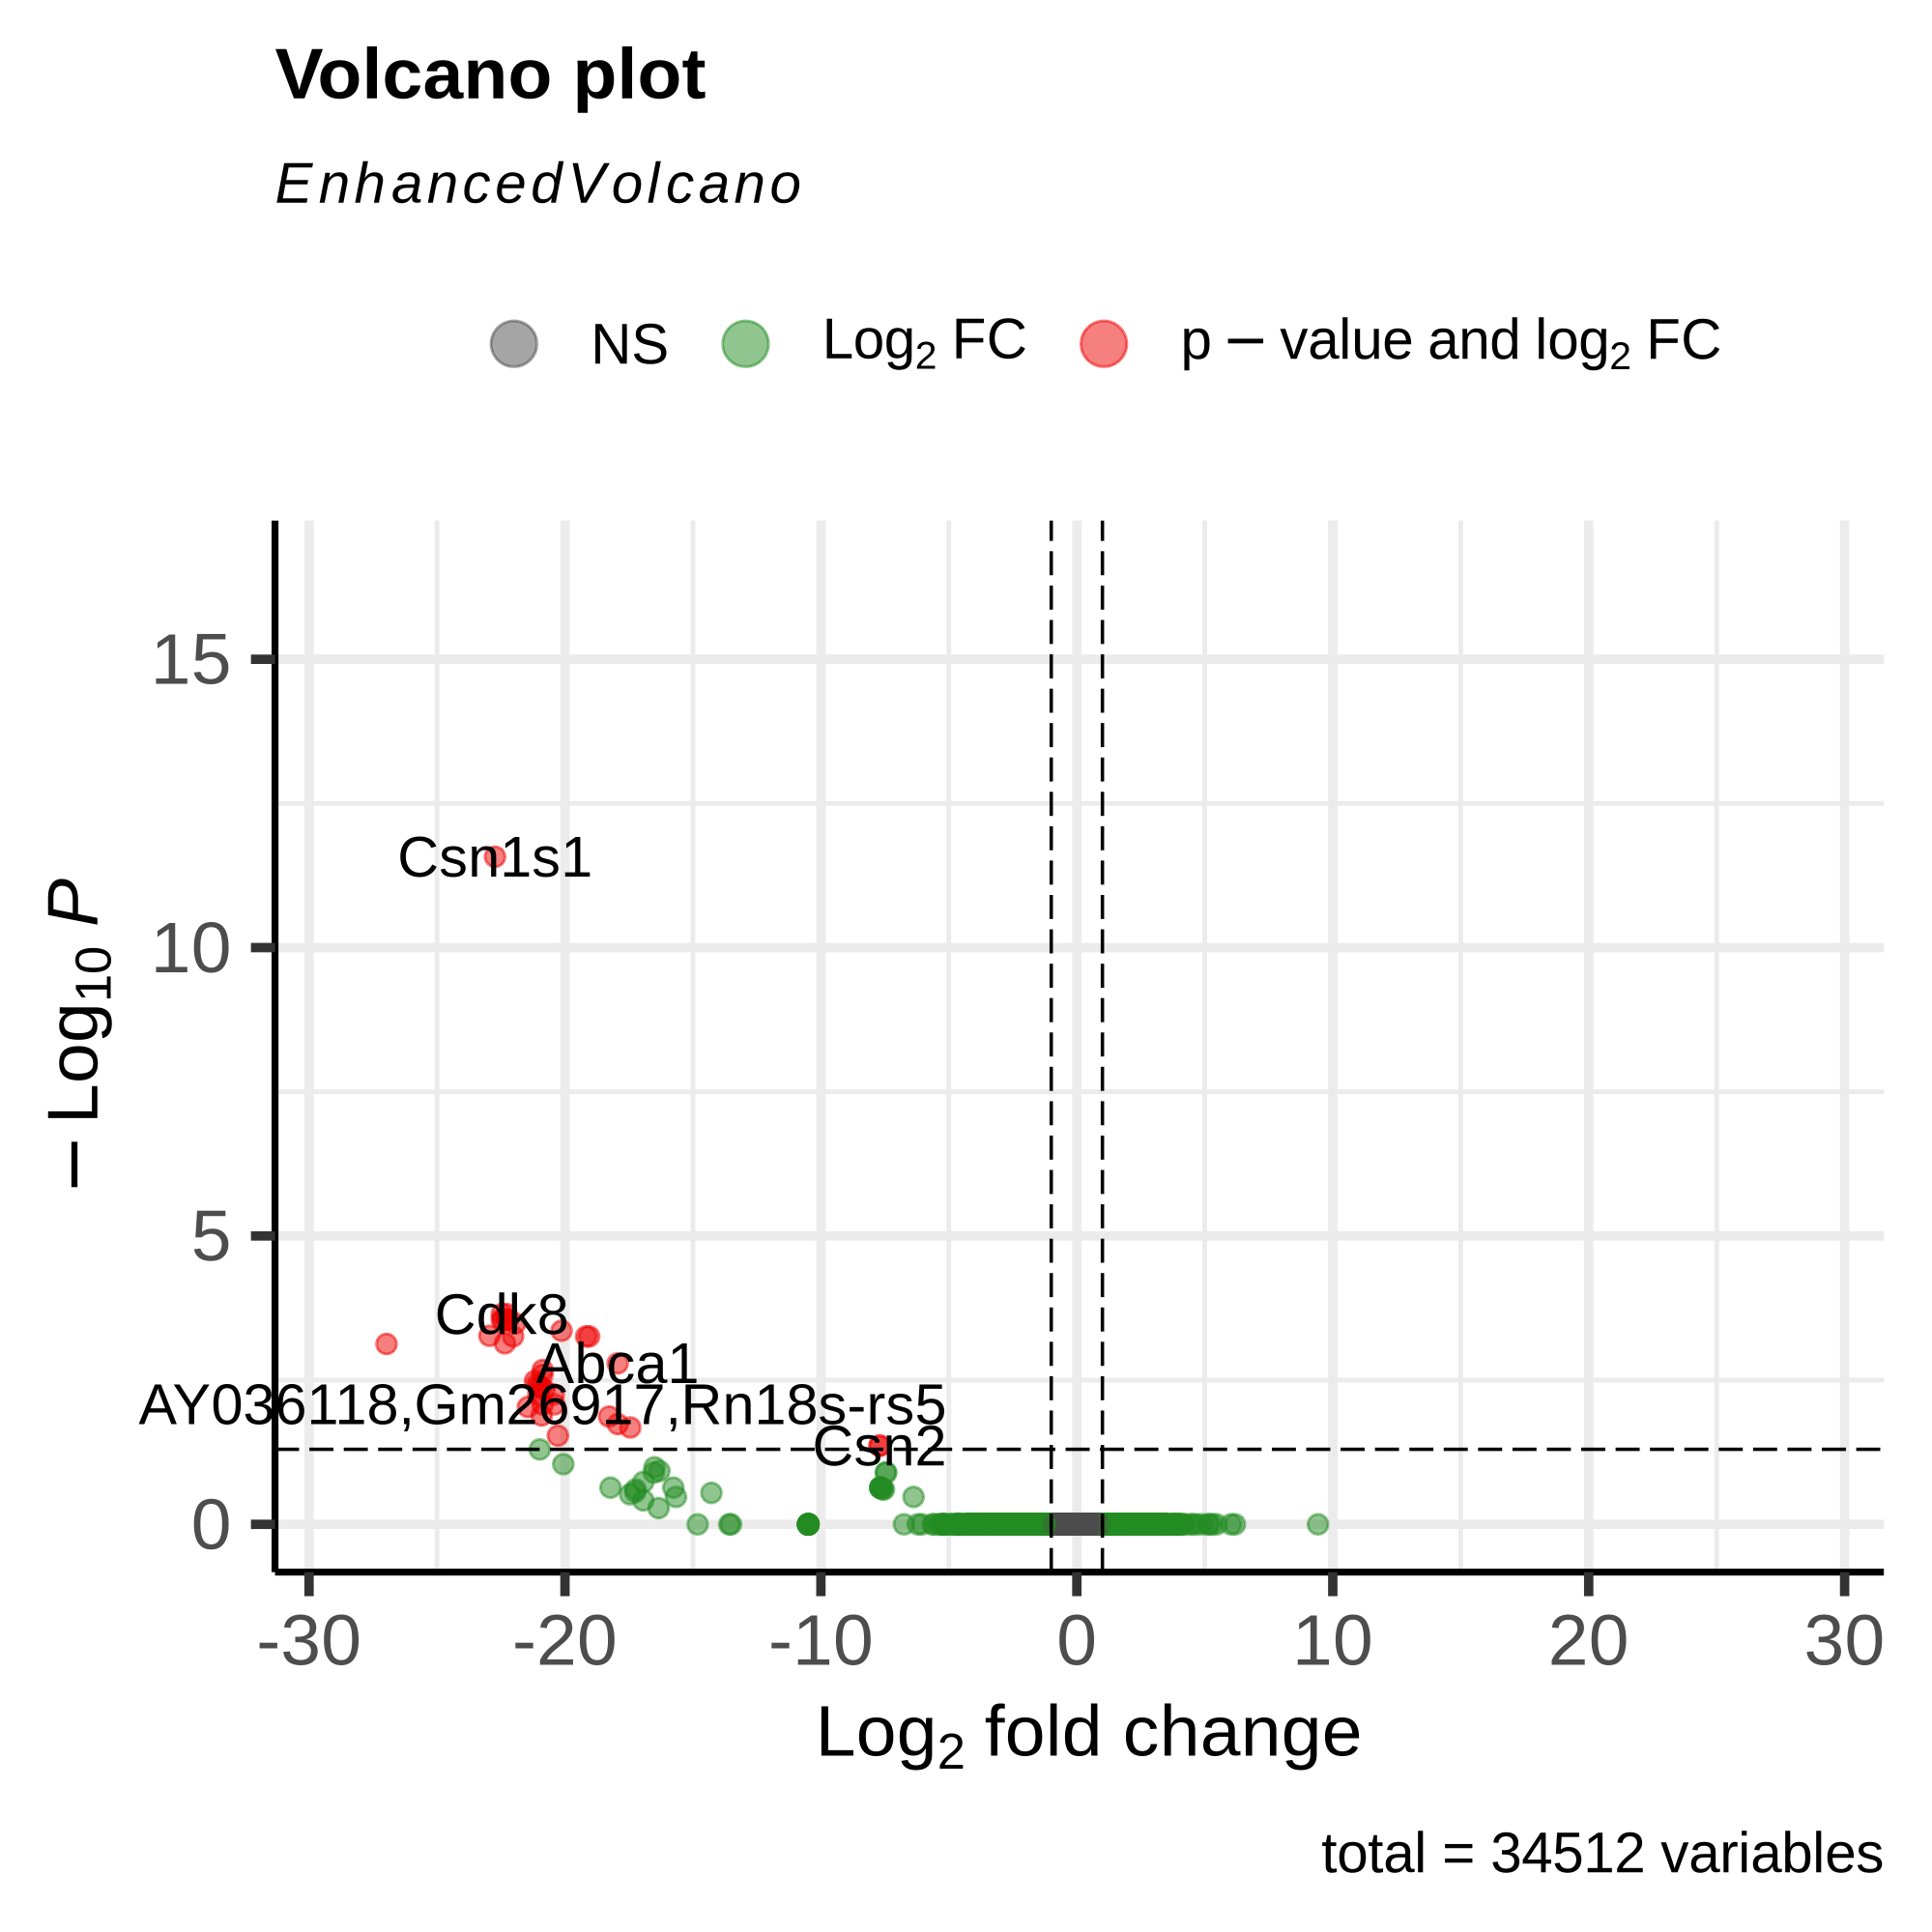 Volcano plot
EnhancedVolcano
NS
Log₂ FC
p − value and log₂ FC
− Log₁₀ P
15
10
5
0
Csn1s1
Cdk8
Abca1
AY036118,Gm26917,Rn18s-rs5
Csn2
-30 -20 -10 0 10 20 30
Log₂ fold change
total = 34512 variables